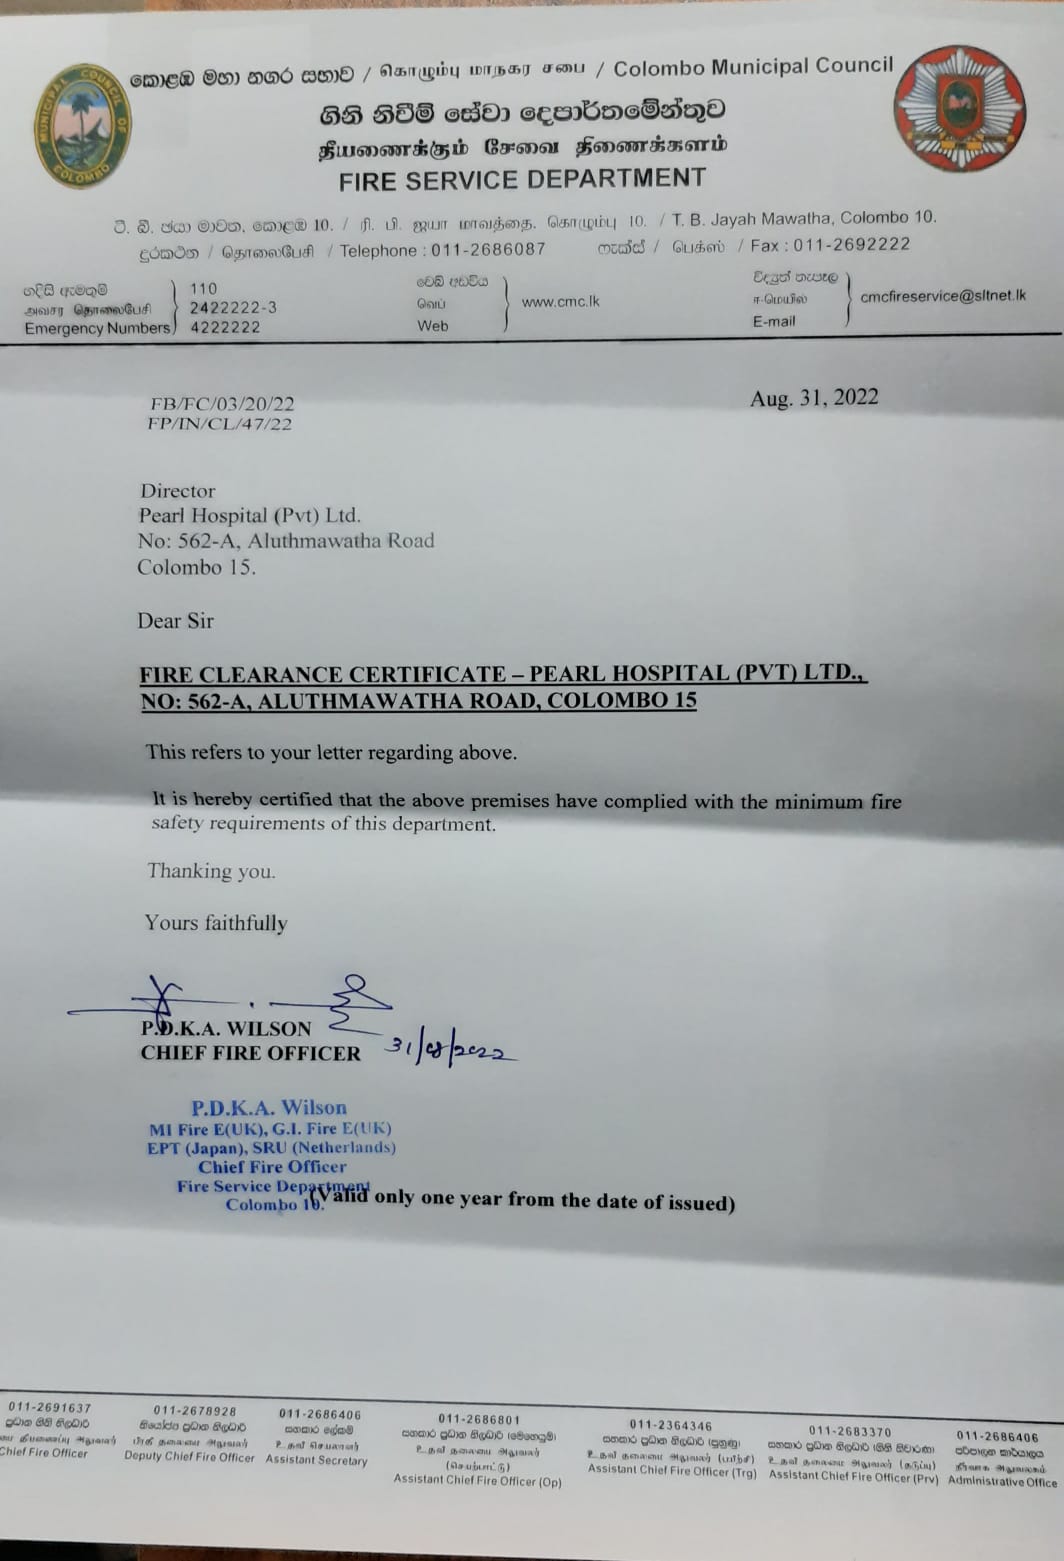 MUNICIPAL COUNCIL OF COLOMBO
කොළඹ මහා නගර සභාව / கொழும்பு மாநகர சபை / Colombo Municipal Council
ගිනි නිවීම් සේවා දෙපාර්තමේන්තුව
தீயணைக்கும் சேவை திணைக்களம்
FIRE SERVICE DEPARTMENT
ටී. බී. ජයා මාවත, කොළඹ 10. / ரி. பி. ஜயா மாவத்தை, கொழும்பு 10. / T. B. Jayah Mawatha, Colombo 10.
දුරකථන / தொலைபேசி / Telephone : 011-2686087 ෆැක්ස් / பெக்ஸ் / Fax : 011-2692222
හදිසි ඇමතුම්
அவசர தொலைபேசி
Emergency Numbers
110
2422222-3
4222222
වෙබ් අඩවිය
வெப்
Web
www.cmc.lk
විද්‍යුත් තැපෑල
ஈ-மெயில்
E-mail
cmcfireservice@sltnet.lk
FB/FC/03/20/22
FP/IN/CL/47/22
Aug. 31, 2022
Director
Pearl Hospital (Pvt) Ltd.
No: 562-A, Aluthmawatha Road
Colombo 15.
Dear Sir
FIRE CLEARANCE CERTIFICATE – PEARL HOSPITAL (PVT) LTD.,
NO: 562-A, ALUTHMAWATHA ROAD, COLOMBO 15
This refers to your letter regarding above.
It is hereby certified that the above premises have complied with the minimum fire
safety requirements of this department.
Thanking you.
Yours faithfully
P.D.K.A. WILSON
CHIEF FIRE OFFICER
31/08/2022
P.D.K.A. Wilson
MI Fire E(UK), G.I. Fire E(UK)
EPT (Japan), SRU (Netherlands)
Chief Fire Officer
Fire Service Department
Colombo 10.
(Valid only one year from the date of issued)
011-2691637
ප්‍රධාන ගිනි නිලධාරි
Chief Fire Officer
011-2678928
නියෝජ්‍ය ප්‍රධාන ගිනි නිලධාරි
பிரதி தலைமை அலுவலர்
Deputy Chief Fire Officer
011-2686406
සහකාර ලේකම්
உதவி செயலாளர்
Assistant Secretary
011-2686801
සහකාර ප්‍රධාන ගිනි නිලධාරි (මෙහෙයුම්)
உதவி தலைமை அலுவலர்
(செயற்பாட்டு)
Assistant Chief Fire Officer (Op)
011-2364346
සහකාර ප්‍රධාන ගිනි නිලධාරි (පුහුණු)
உதவி தலைமை அலுவலர் (பயிற்சி)
Assistant Chief Fire Officer (Trg)
011-2683370
සහකාර ප්‍රධාන ගිනි නිලධාරි (ගිනි නිවාරණ)
உதவி தலைமை அலுவலர் (தடுப்பு)
Assistant Chief Fire Officer (Prv)
011-2686406
පරිපාලන කාර්යාලය
நிர்வாக அலுவலகம்
Administrative Office